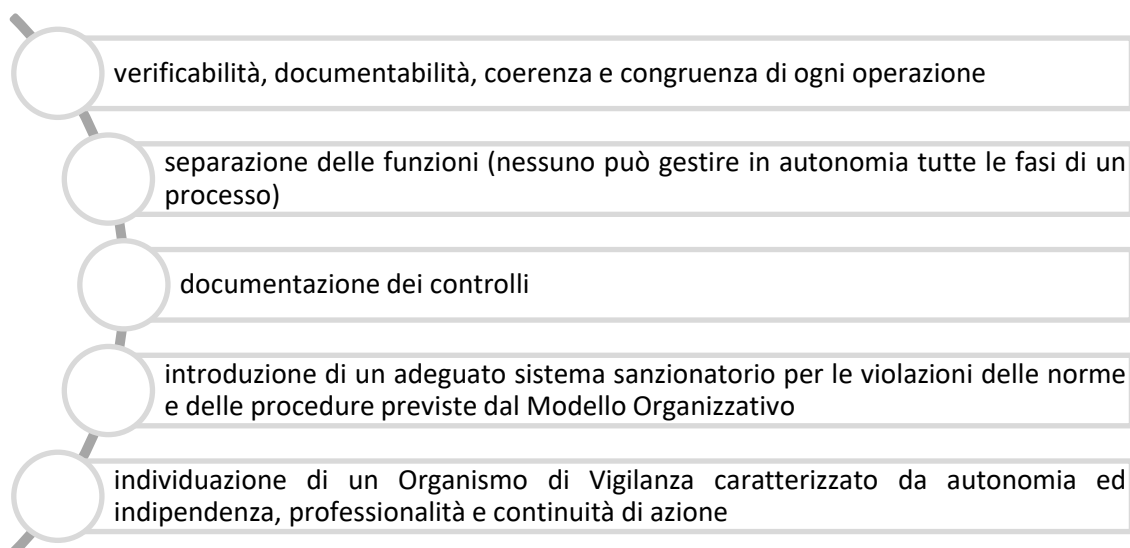 verificabilità, documentabilità, coerenza e congruenza di ogni operazione
separazione delle funzioni (nessuno può gestire in autonomia tutte le fasi di un
processo)
documentazione dei controlli
introduzione di un adeguato sistema sanzionatorio per le violazioni delle norme
e delle procedure previste dal Modello Organizzativo
individuazione di un Organismo di Vigilanza caratterizzato da autonomia ed
indipendenza, professionalità e continuità di azione